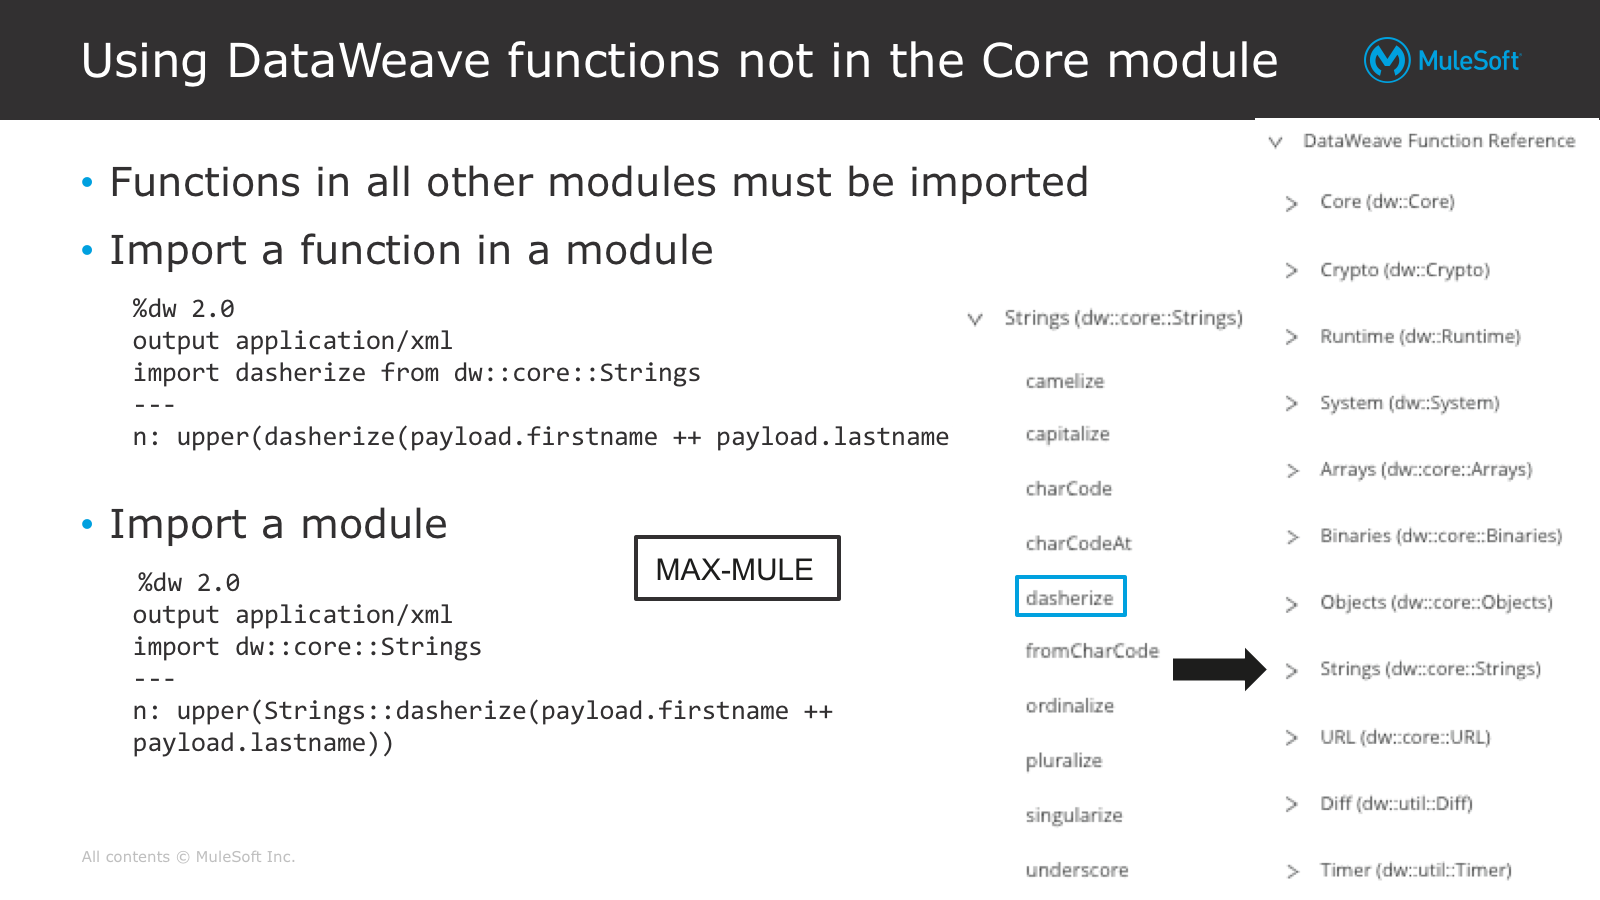 Using DataWeave functions not in the Core module
MuleSoft
• Functions in all other modules must be imported
• Import a function in a module
%dw 2.0
output application/xml
import dasherize from dw::core::Strings
---
n: upper(dasherize(payload.firstname ++ payload.lastname
• Import a module
MAX-MULE
%dw 2.0
output application/xml
import dw::core::Strings
---
n: upper(Strings::dasherize(payload.firstname ++
payload.lastname))
Strings (dw::core::Strings)
camelize
capitalize
charCode
charCodeAt
dasherize
fromCharCode
ordinalize
pluralize
singularize
underscore
DataWeave Function Reference
Core (dw::Core)
Crypto (dw::Crypto)
Runtime (dw::Runtime)
System (dw::System)
Arrays (dw::core::Arrays)
Binaries (dw::core::Binaries)
Objects (dw::core::Objects)
Strings (dw::core::Strings)
URL (dw::core::URL)
Diff (dw::util::Diff)
Timer (dw::util::Timer)
All contents © MuleSoft Inc.